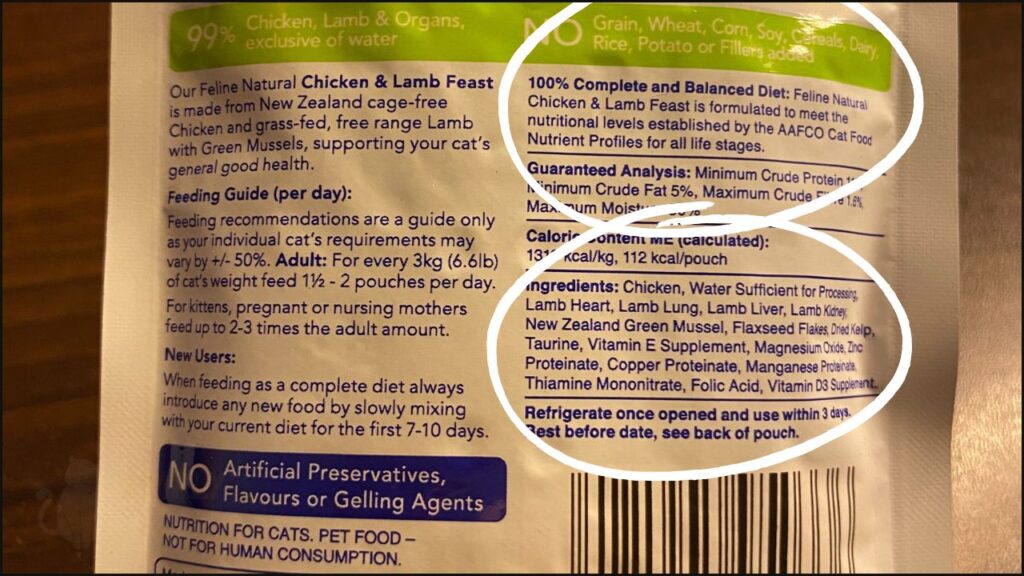 99% Chicken, Lamb & Organs,
exclusive of water
Our Feline Natural Chicken & Lamb Feast
is made from New Zealand cage-free
Chicken and grass-fed, free range Lamb
with Green Mussels, supporting your cat's
general good health.
Feeding Guide (per day):
Feeding recommendations are a guide only
as your individual cat's requirements may
vary by +/- 50%. Adult: For every 3kg (6.6lb)
of cat's weight feed 1½ - 2 pouches per day.
For kittens, pregnant or nursing mothers
feed up to 2-3 times the adult amount.
New Users:
When feeding as a complete diet always
introduce any new food by slowly mixing
with your current diet for the first 7-10 days.
NO Artificial Preservatives,
Flavours or Gelling Agents
NUTRITION FOR CATS. PET FOOD –
NOT FOR HUMAN CONSUMPTION.
NO Grain, Wheat, Corn, Soy, Cereals, Dairy,
Rice, Potato or Fillers added
100% Complete and Balanced Diet: Feline Natural
Chicken & Lamb Feast is formulated to meet the
nutritional levels established by the AAFCO Cat Food
Nutrient Profiles for all life stages.
Guaranteed Analysis: Minimum Crude Protein
Minimum Crude Fat 5%, Maximum Crude Fibre 1.6%,
Maximum Moisture
Calorie Content ME (calculated):
kcal/kg, 112 kcal/pouch
Ingredients: Chicken, Water Sufficient for Processing,
Lamb Heart, Lamb Lung, Lamb Liver, Lamb Kidney,
New Zealand Green Mussel, Flaxseed Flakes, Dried Kelp,
Taurine, Vitamin E Supplement, Magnesium Oxide, Zinc
Proteinate, Copper Proteinate, Manganese Proteinate,
Thiamine Mononitrate, Folic Acid, Vitamin D3 Supplement.
Refrigerate once opened and use within 3 days.
Best before date, see back of pouch.